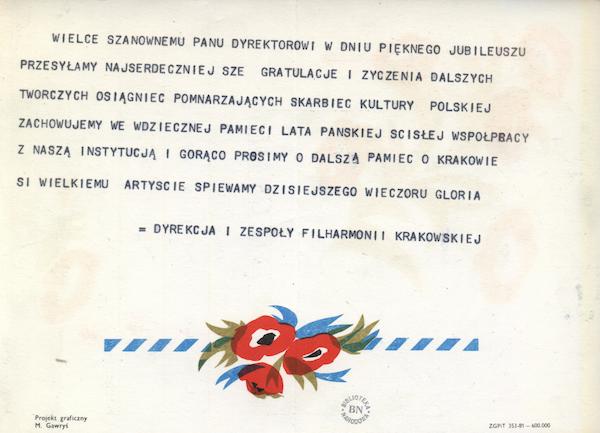 WIELCE SZANOWNEMU PANU DYREKTOROWI W DNIU PIĘKNEGO JUBILEUSZU
PRZESYŁAMY NAJSERDECZNIEJ SZE GRATULACJE I ZYCZENIA DALSZYCH
TWORCZYCH OSIĄGNIEC POMNARZAJĄCYCH SKARBIEC KULTURY POLSKIEJ
ZACHOWUJEMY WE WDZIECZNEJ PAMIECI LATA PANSKIEJ SCISŁEJ WSPOŁPRACY
Z NASZĄ INSTYTUCJĄ I GORĄCO PROSIMY O DALSZĄ PAMIEC O KRAKOWIE
SI WIELKIEMU ARTYSCIE SPIEWAMY DZISIEJSZEGO WIECZORU GLORIA
= DYREKCJA I ZESPOŁY FILHARMONII KRAKOWSKIEJ
BIBLIOTEKA
BN
NARODOWA
Projekt graficzny
M. Gawryś
ZGPiT 353-81 — 600.000